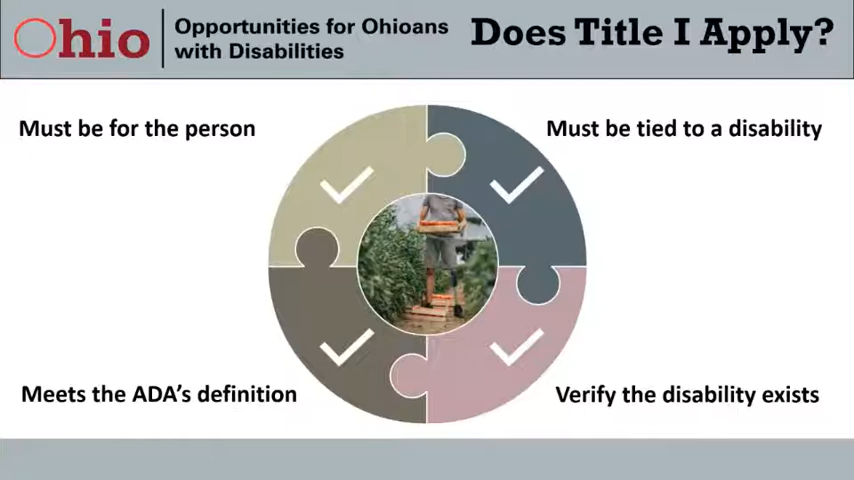 Ohio
Opportunities for Ohioans
with Disabilities
Does Title I Apply?
Must be for the person
Must be tied to a disability
Meets the ADA's definition
Verify the disability exists